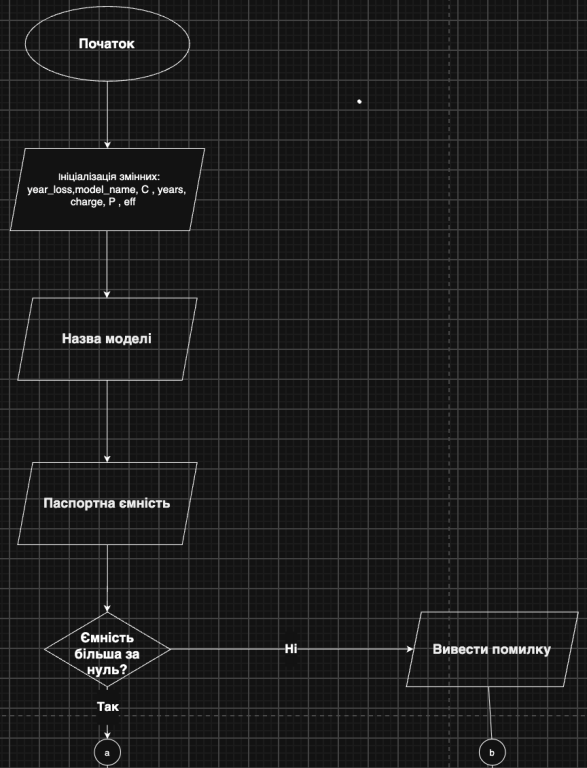 Початок
Ініціалізація змінних:
year_loss,model_name, C , years,
charge, P , eff
Назва моделі
Паспортна ємність
Ємність
більша за
нуль?
Ні
Вивести помилку
Так
a
b